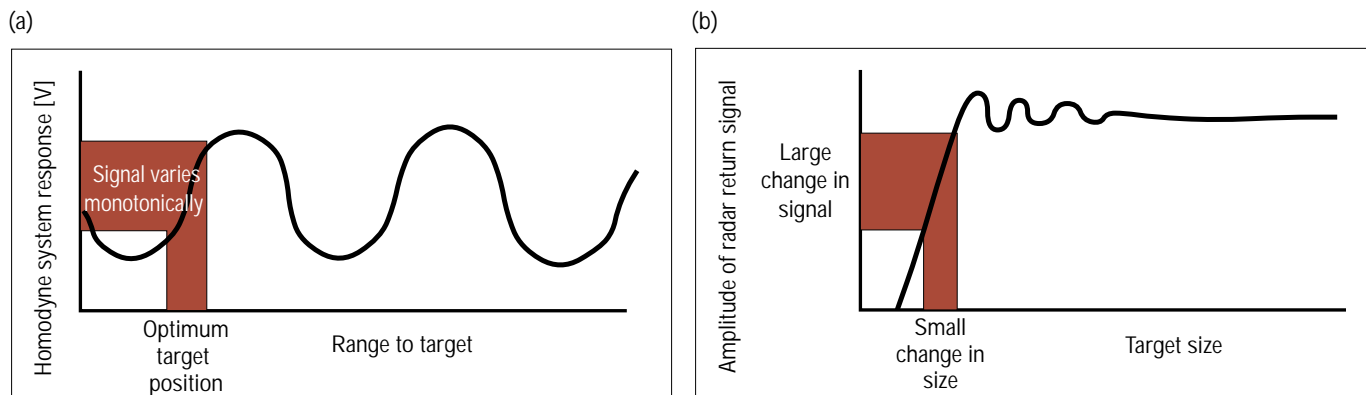 (a)
Homodyne system response [V]
Signal varies
monotonically
Optimum
target
position
Range to target
(b)
Amplitude of radar return signal
Large
change in
signal
Small
change in
size
Target size